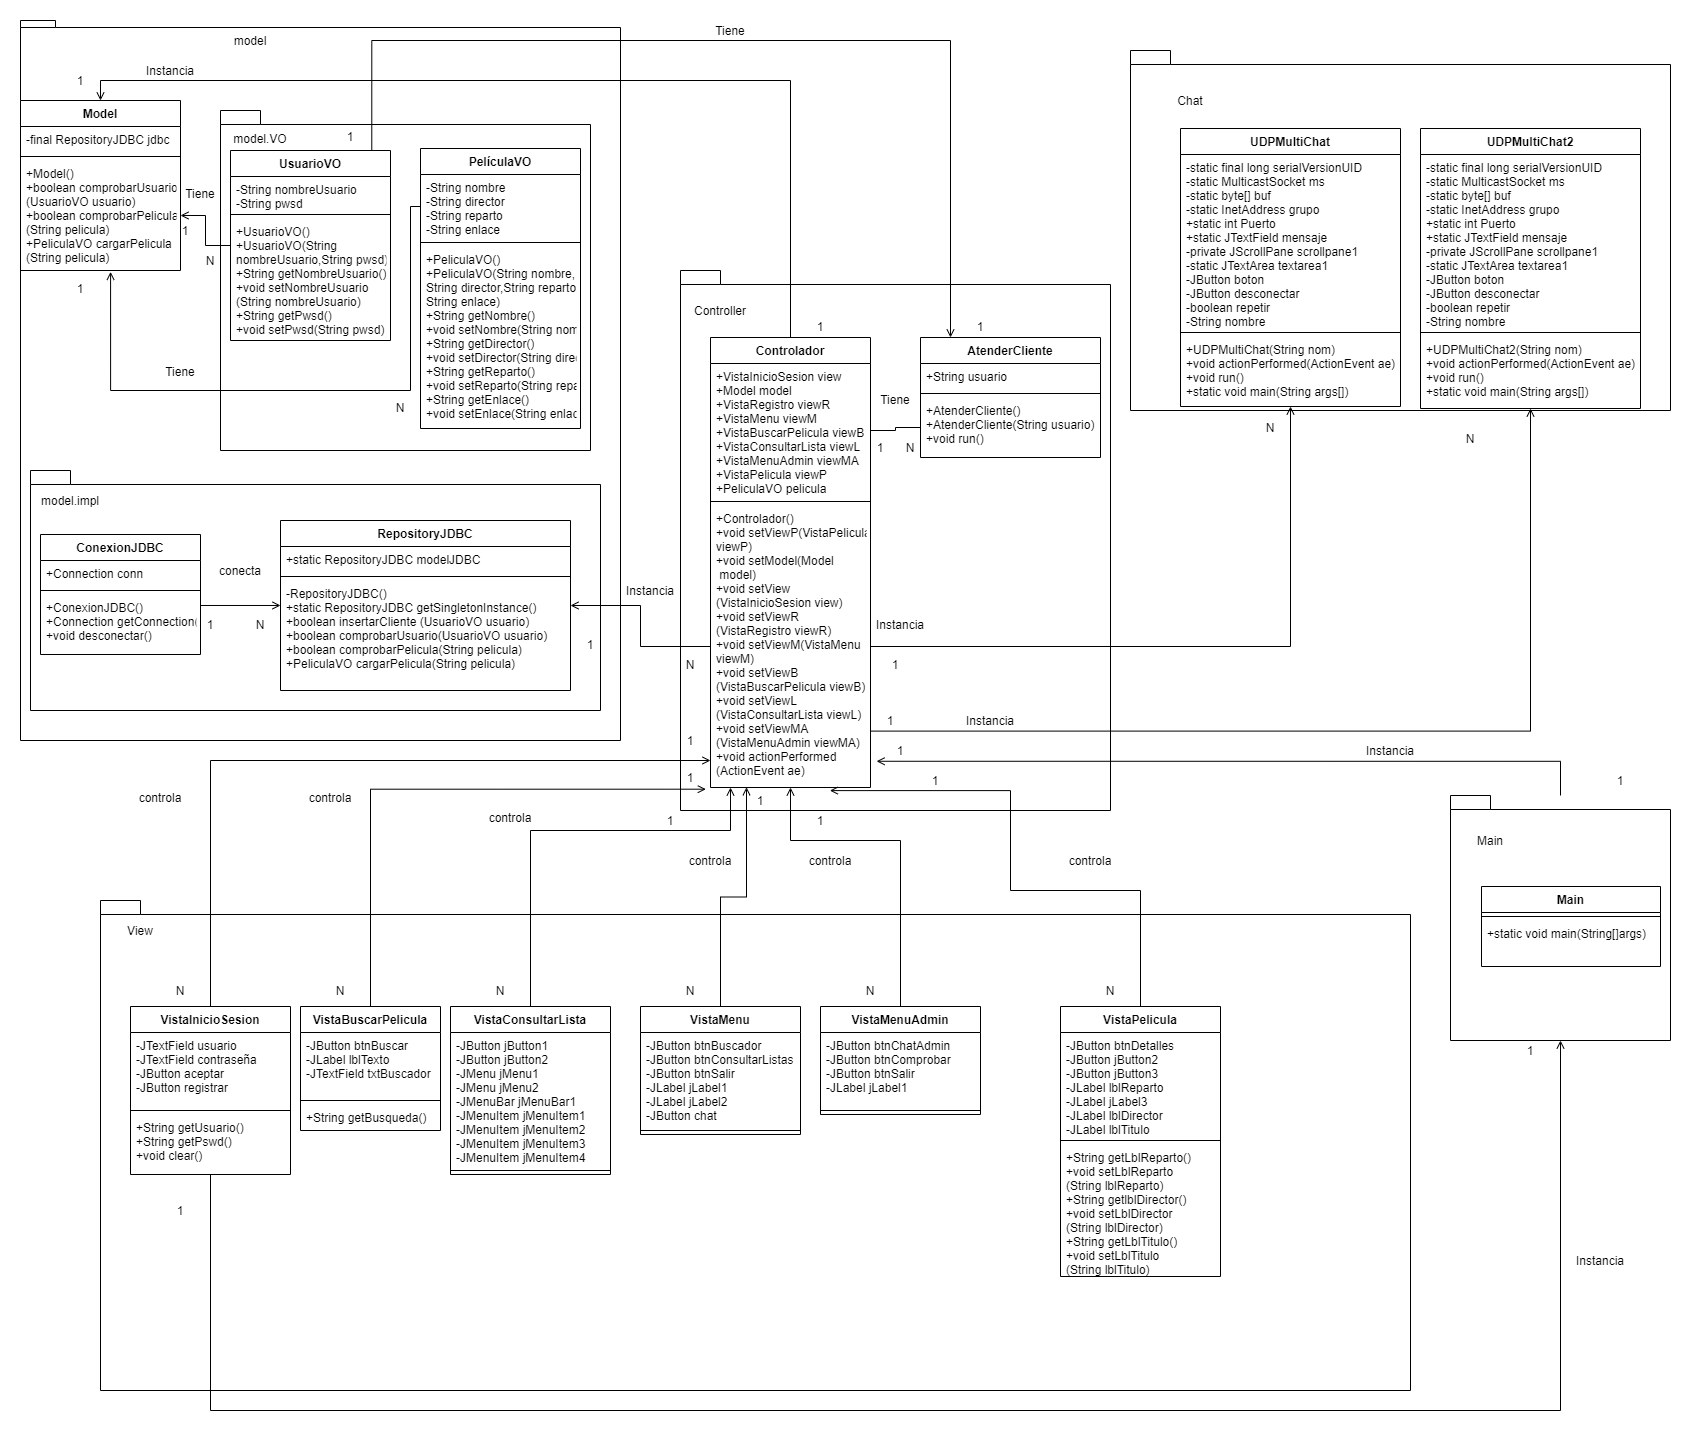 model
Tiene
Instancia
1
Model
-final RepositoryJDBC jdbc
+Model()
+boolean comprobarUsuario
(UsuarioVO usuario)
+boolean comprobarPelicula
(String pelicula)
+PeliculaVO cargarPelicula
(String pelicula)
Tiene
1
N
1
Tiene
N
model.VO
1
UsuarioVO
-String nombreUsuario
-String pwsd
+UsuarioVO()
+UsuarioVO(String
nombreUsuario,String pwsd)
+String getNombreUsuario()
+void setNombreUsuario
(String nombreUsuario)
+String getPwsd()
+void setPwsd(String pwsd)
PelículaVO
-String nombre
-String director
-String reparto
-String enlace
+PeliculaVO()
+PeliculaVO(String nombre,
String director,String reparto
String enlace)
+String getNombre()
+void setNombre(String nom
+String getDirector()
+void setDirector(String dire
+String getReparto()
+void setReparto(String repa
+String getEnlace()
+void setEnlace(String enlac
model.impl
ConexionJDBC
+Connection conn
+ConexionJDBC()
+Connection getConnection(
+void desconectar()
conecta
1
N
RepositoryJDBC
+static RepositoryJDBC modelJDBC
-RepositoryJDBC()
+static RepositoryJDBC getSingletonInstance()
+boolean insertarCliente (UsuarioVO usuario)
+boolean comprobarUsuario(UsuarioVO usuario)
+boolean comprobarPelicula(String pelicula)
+PeliculaVO cargarPelicula(String pelicula)
Instancia
1
N
Controller
1
1
Controlador
+VistaInicioSesion view
+Model model
+VistaRegistro viewR
+VistaMenu viewM
+VistaBuscarPelicula viewB
+VistaConsultarLista viewL
+VistaMenuAdmin viewMA
+VistaPelicula viewP
+PeliculaVO pelicula
+Controlador()
+void setViewP(VistaPelicula
viewP)
+void setModel(Model
model)
+void setView
(VistaInicioSesion view)
+void setViewR
(VistaRegistro viewR)
+void setViewM(VistaMenu
viewM)
+void setViewB
(VistaBuscarPelicula viewB)
+void setViewL
(VistaConsultarLista viewL)
+void setViewMA
(VistaMenuAdmin viewMA)
+void actionPerformed
(ActionEvent ae)
Tiene
1
N
AtenderCliente
+String usuario
+AtenderCliente()
+AtenderCliente(String usuario)
+void run()
Chat
UDPMultiChat
-static final long serialVersionUID
-static MulticastSocket ms
-static byte[] buf
-static InetAddress grupo
+static int Puerto
+static JTextField mensaje
-private JScrollPane scrollpane1
-static JTextArea textarea1
-JButton boton
-JButton desconectar
-boolean repetir
-String nombre
+UDPMultiChat(String nom)
+void actionPerformed(ActionEvent ae)
+void run()
+static void main(String args[])
UDPMultiChat2
-static final long serialVersionUID
-static MulticastSocket ms
-static byte[] buf
-static InetAddress grupo
+static int Puerto
+static JTextField mensaje
-private JScrollPane scrollpane1
-static JTextArea textarea1
-JButton boton
-JButton desconectar
-boolean repetir
-String nombre
+UDPMultiChat2(String nom)
+void actionPerformed(ActionEvent ae)
+void run()
+static void main(String args[])
N
N
Instancia
1
1
Instancia
1
Instancia
1
1
1
1
1
1
1
controla
controla
controla
controla
controla
controla
Main
Main
+static void main(String[]args)
1
View
N
N
N
N
N
N
VistaInicioSesion
-JTextField usuario
-JTextField contraseña
-JButton aceptar
-JButton registrar
+String getUsuario()
+String getPswd()
+void clear()
VistaBuscarPelicula
-JButton btnBuscar
-JLabel lblTexto
-JTextField txtBuscador
+String getBusqueda()
VistaConsultarLista
-JButton jButton1
-JButton jButton2
-JMenu jMenu1
-JMenu jMenu2
-JMenuBar jMenuBar1
-JMenuItem jMenuItem1
-JMenuItem jMenuItem2
-JMenuItem jMenuItem3
-JMenuItem jMenuItem4
VistaMenu
-JButton btnBuscador
-JButton btnConsultarListas
-JButton btnSalir
-JLabel jLabel1
-JLabel jLabel2
-JButton chat
VistaMenuAdmin
-JButton btnChatAdmin
-JButton btnComprobar
-JButton btnSalir
-JLabel jLabel1
VistaPelicula
-JButton btnDetalles
-JButton jButton2
-JButton jButton3
-JLabel lblReparto
-JLabel jLabel3
-JLabel lblDirector
-JLabel lblTitulo
+String getLblReparto()
+void setLblReparto
(String lblReparto)
+String getlblDirector()
+void setLblDirector
(String lblDirector)
+String getLblTitulo()
+void setLblTitulo
(String lblTitulo)
1
Instancia